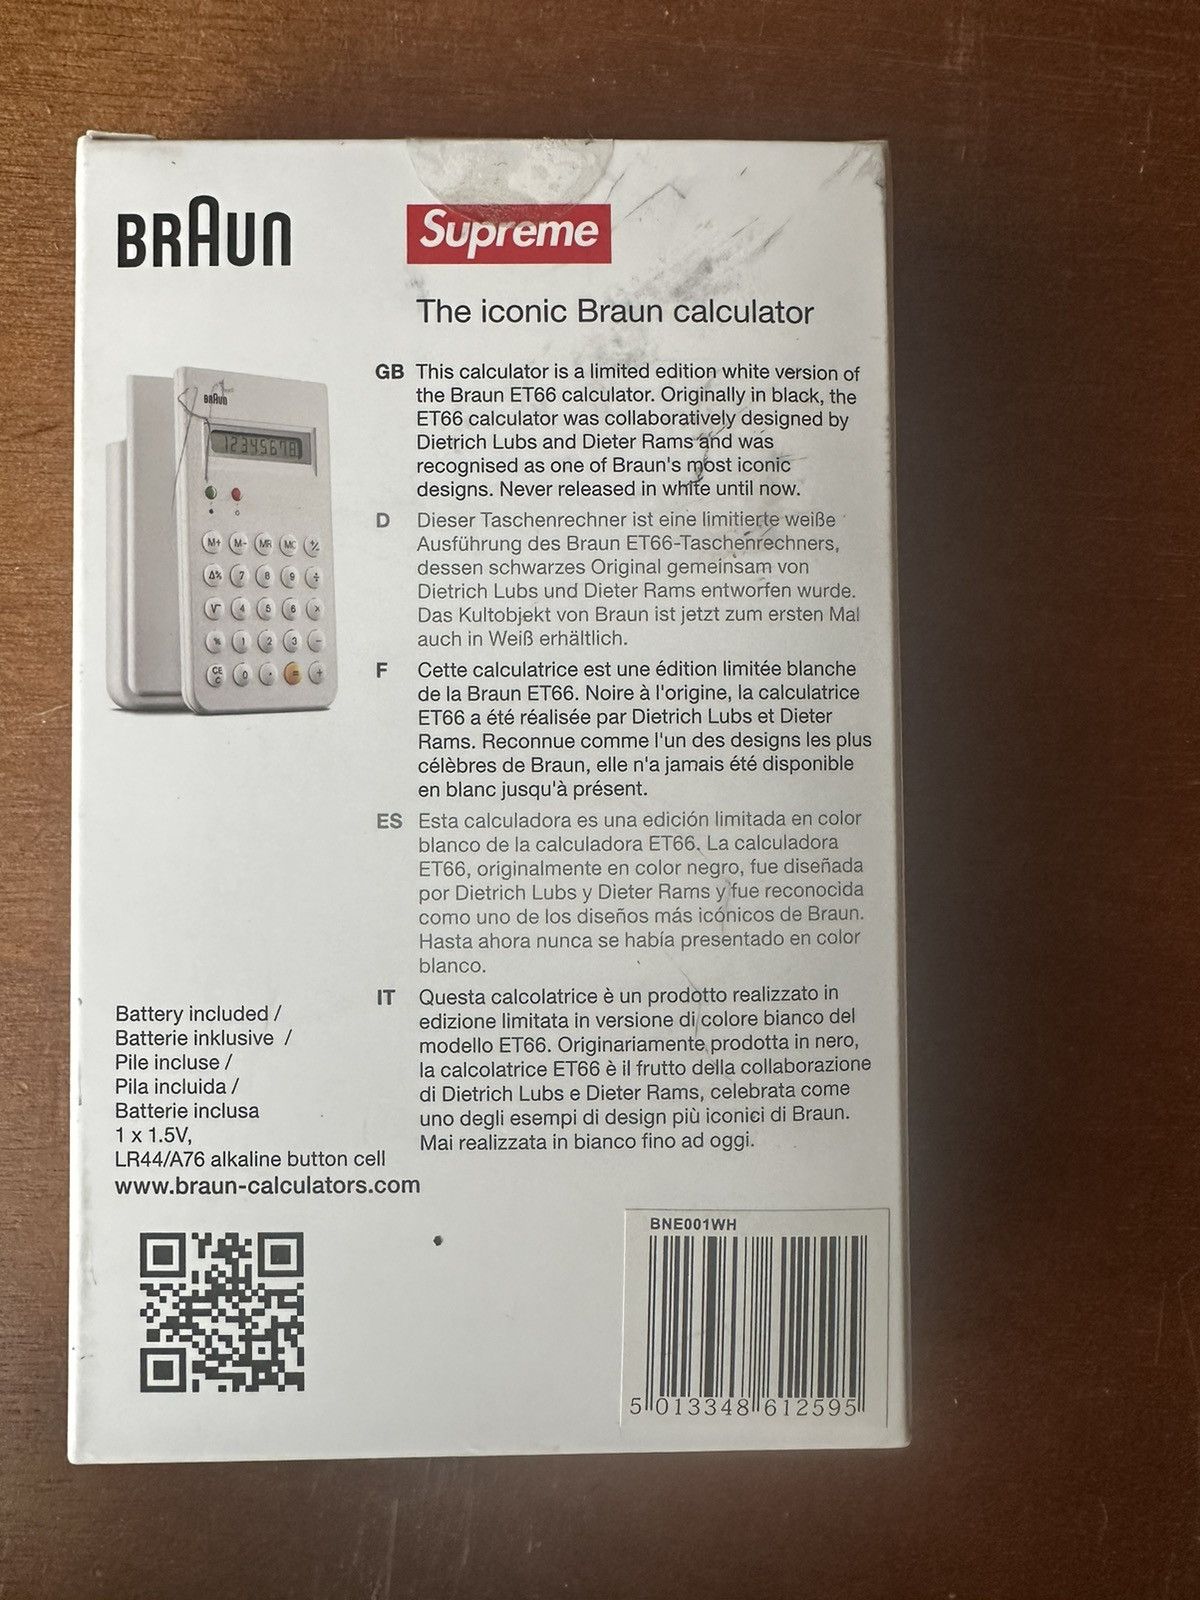 BRAUN
Supreme
The iconic Braun calculator
GB This calculator is a limited edition white version of
the Braun ET66 calculator. Originally in black, the
ET66 calculator was collaboratively designed by
Dietrich Lubs and Dieter Rams and was
recognised as one of Braun's most iconic
designs. Never released in white until now.
D Dieser Taschenrechner ist eine limitierte weiße
Ausführung des Braun ET66-Taschenrechners,
dessen schwarzes Original gemeinsam von
Dietrich Lubs und Dieter Rams entworfen wurde.
Das Kultobjekt von Braun ist jetzt zum ersten Mal
auch in Weiß erhältlich.
F Cette calculatrice est une édition limitée blanche
de la Braun ET66. Noire à l'origine, la calculatrice
ET66 a été réalisée par Dietrich Lubs et Dieter
Rams. Reconnue comme l'un des designs les plus
célèbres de Braun, elle n'a jamais été disponible
en blanc jusqu'à présent.
ES Esta calculadora es una edición limitada en color
blanco de la calculadora ET66. La calculadora
ET66, originalmente en color negro, fue diseñada
por Dietrich Lubs y Dieter Rams y fue reconocida
como uno de los diseños más icónicos de Braun.
Hasta ahora nunca se había presentado en color
blanco.
IT Questa calcolatrice è un prodotto realizzato in
edizione limitata in versione di colore bianco del
modello ET66. Originariamente prodotta in nero,
la calcolatrice ET66 è il frutto della collaborazione
di Dietrich Lubs e Dieter Rams, celebrata come
uno degli esempi di design più iconici di Braun.
Mai realizzata in bianco fino ad oggi.
BRAUN
12345678
M+ M- MR MC +/-
Δ% 7 8 9 ÷
√ 4 5 6 ×
% 1 2 3 −
CE C 0 . = +
Battery included /
Batterie inklusive /
Pile incluse /
Pila incluida /
Batterie inclusa
1 x 1.5V,
LR44/A76 alkaline button cell
www.braun-calculators.com
BNE001WH
5 013348 612595